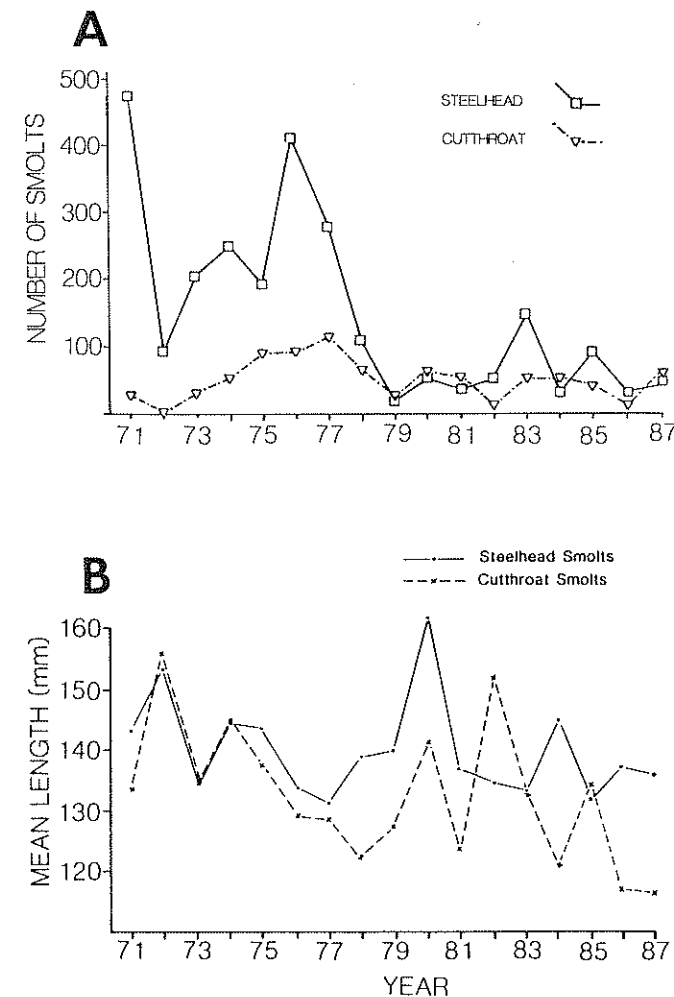 A
500
400
300
200
100
NUMBER OF SMOLTS
STEELHEAD
CUTTHROAT
71 73 75 77 79 81 83 85 87
B
Steelhead Smolts
Cutthroat Smolts
160
150
140
130
120
MEAN LENGTH (mm)
71 73 75 77 79 81 83 85 87
YEAR